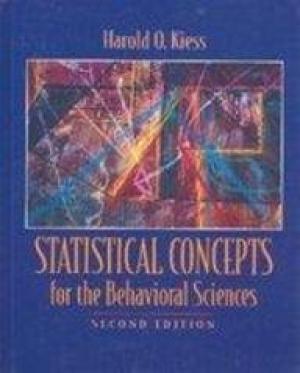 Harold O. Kiess
STATISTICAL CONCEPTS
for the Behavioral Sciences
SECOND EDITION